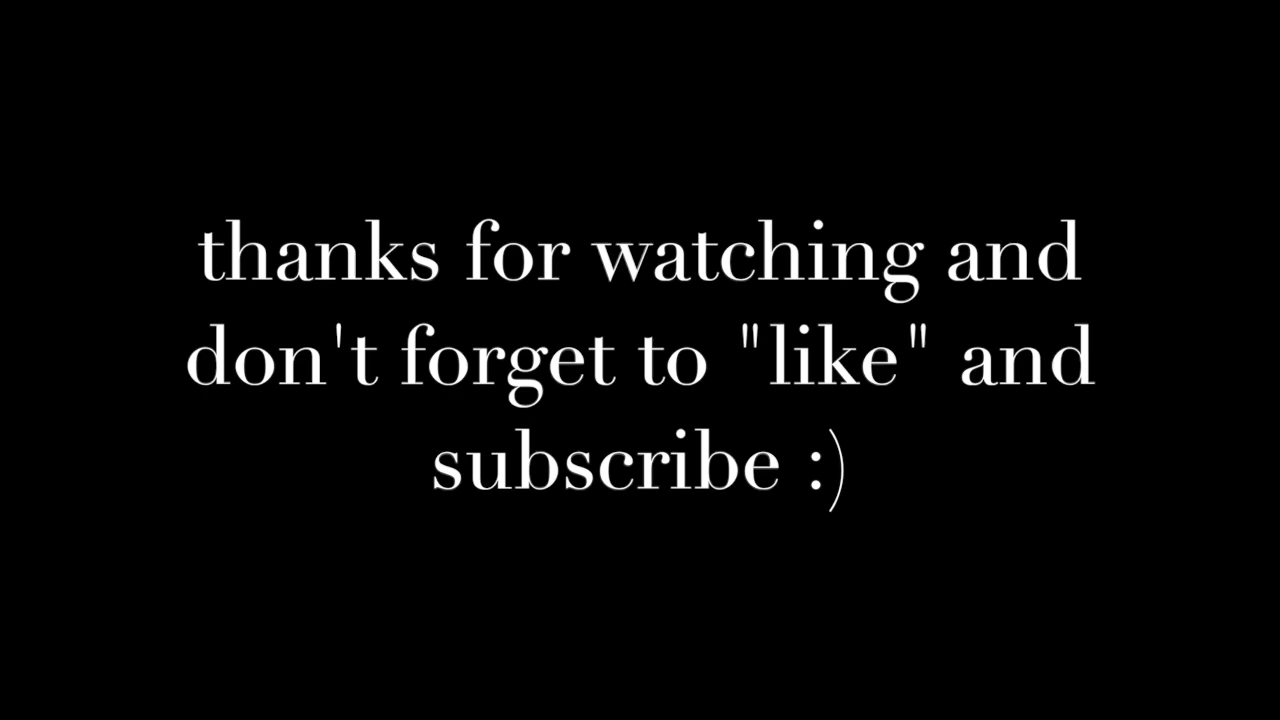 thanks for watching and
don't forget to "like" and
subscribe :)